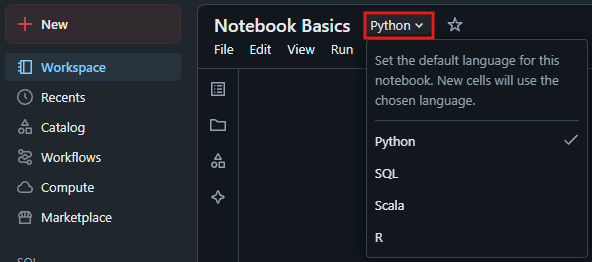 New
Workspace
Recents
Catalog
Workflows
Compute
Marketplace
SQL
Notebook Basics Python
File Edit View Run
Set the default language for this
notebook. New cells will use the
chosen language.
Python
SQL
Scala
R